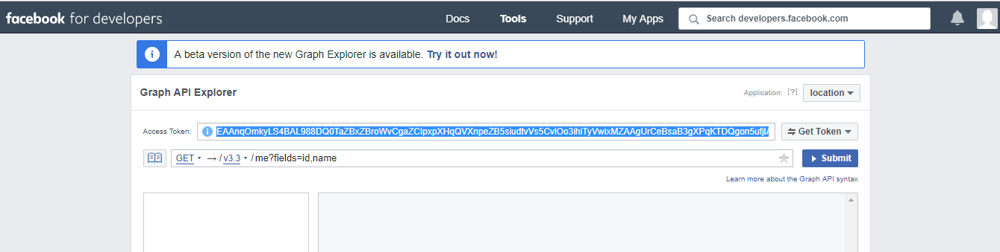 facebook for developers Docs Tools Support My Apps Search developers.facebook.com
A beta version of the new Graph Explorer is available. Try it out now!
Graph API Explorer Application: [?] location
Access Token: EAAnqOmkyLS4BAL988DQ0TaZBxZBroWvCgaZClpxpXHqQVXnpeZB5siudtvVs5CvlOo3ihiTyVwixMZAAgUrCeBsaB3gXPqKTDQgon5ufjlA Get Token
GET → / v3.3 / me?fields=id,name Submit
Learn more about the Graph API syntax